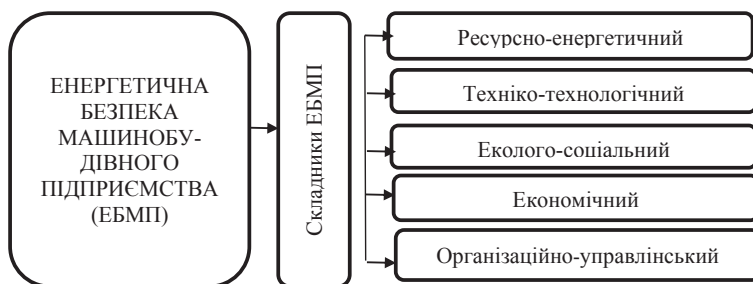 ЕНЕРГЕТИЧНА
БЕЗПЕКА
МАШИНОБУ-
ДІВНОГО
ПІДПРИЄМСТВА
(ЕБМП)
Складники ЕБМП
Ресурсно-енергетичний
Техніко-технологічний
Еколого-соціальний
Економічний
Організаційно-управлінський